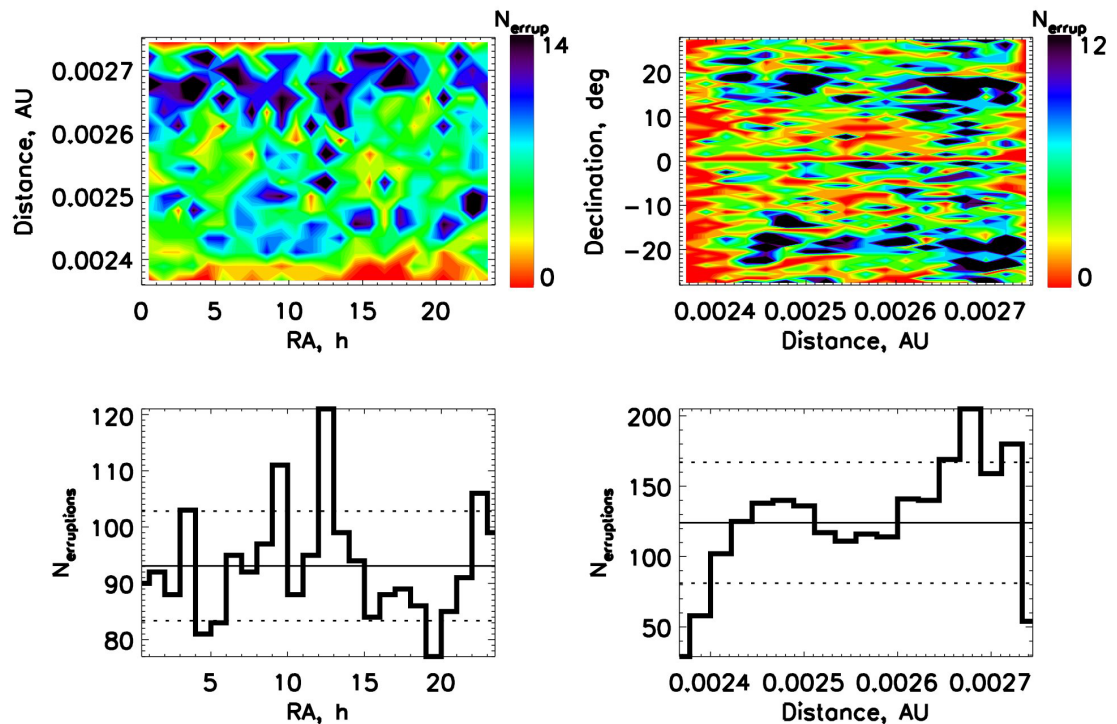 N_errup
14
0
0.0027
0.0026
0.0025
0.0024
Distance, AU
0 5 10 15 20
RA, h
N_errup
12
0
20
10
0
−10
−20
Declination, deg
0.0024 0.0025 0.0026 0.0027
Distance, AU
120
110
100
90
80
N_erruptions
5 10 15 20
RA, h
200
150
100
50
N_erruptions
0.0024 0.0025 0.0026 0.0027
Distance, AU